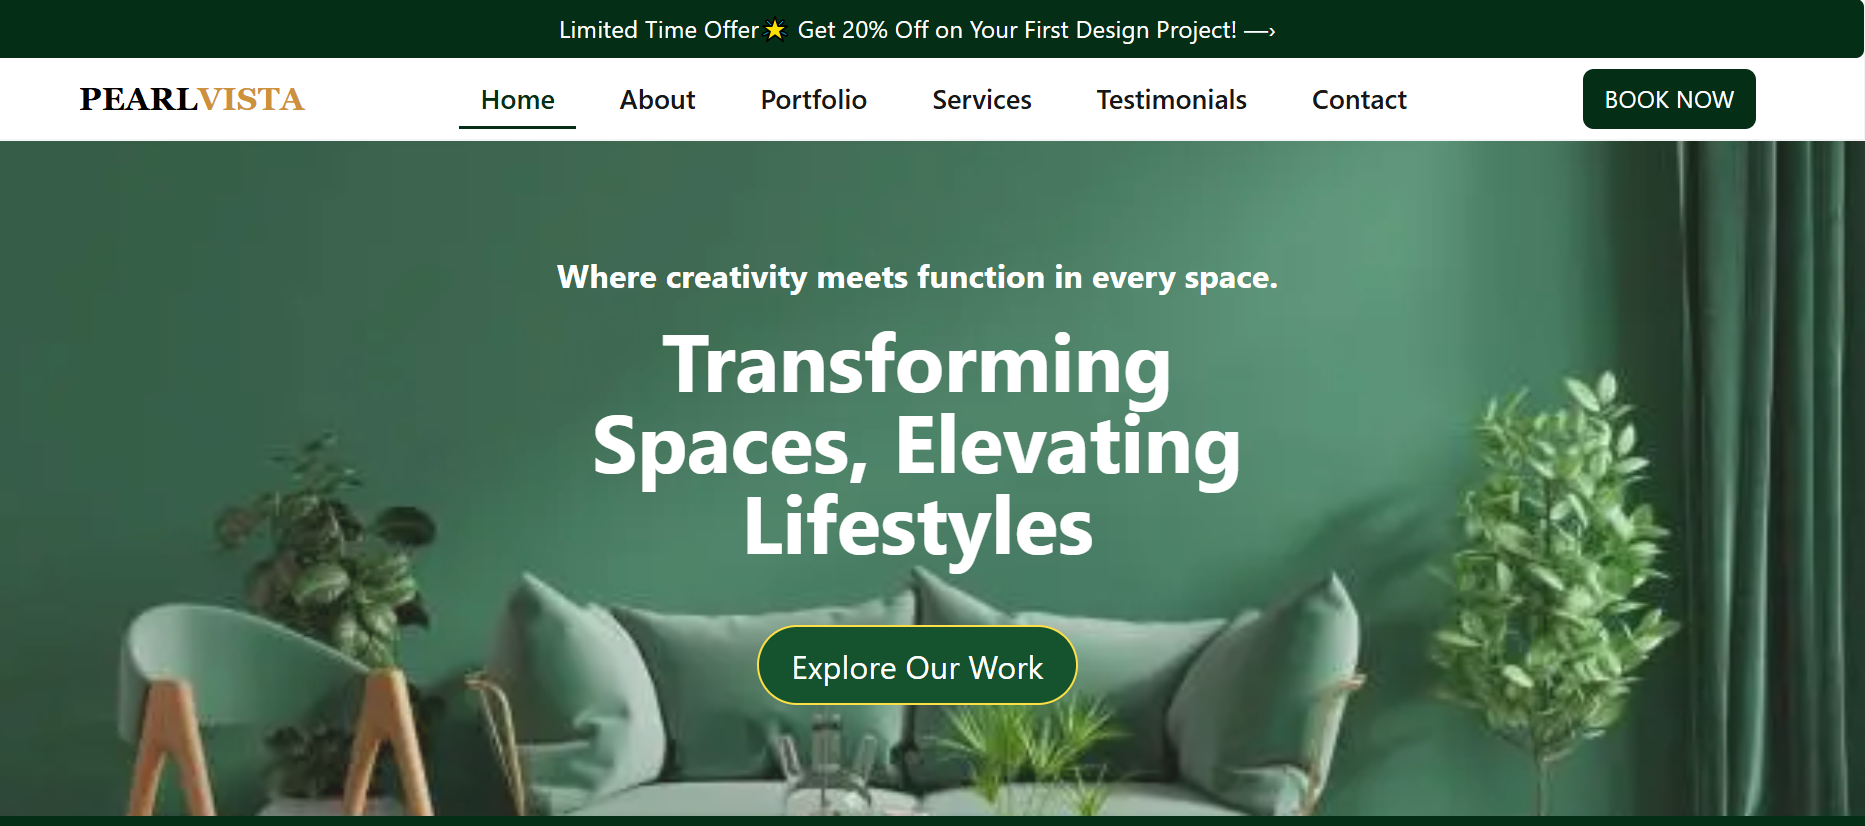 Limited Time Offer🌟 Get 20% Off on Your First Design Project! —›
PEARLVISTA
Home
About
Portfolio
Services
Testimonials
Contact
BOOK NOW
Where creativity meets function in every space.
Transforming
Spaces, Elevating
Lifestyles
Explore Our Work